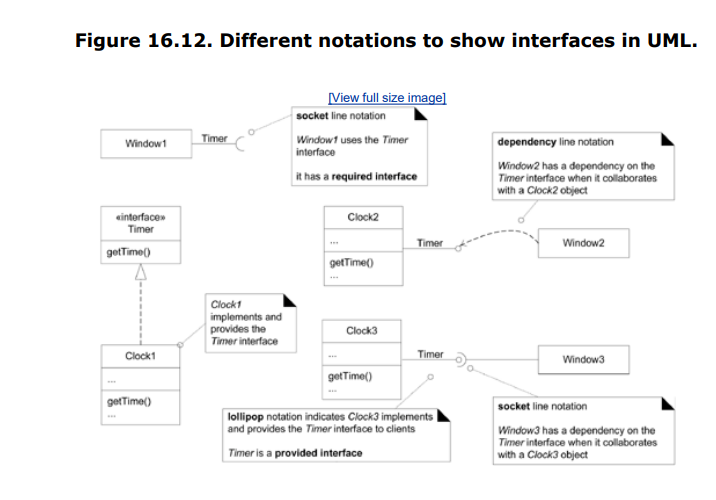 Figure 16.12. Different notations to show interfaces in UML.
[View full size image]
Window1
Timer
socket line notation
Window1 uses the Timer
interface
it has a required interface
dependency line notation
Window2 has a dependency on the
Timer interface when it collaborates
with a Clock2 object
«interface»
Timer
getTime()
Clock2
...
getTime()
...
Timer
Window2
Clock1
implements and
provides the
Timer interface
Clock1
...
getTime()
...
Clock3
...
getTime()
...
Timer
Window3
lollipop notation indicates Clock3 implements
and provides the Timer interface to clients
Timer is a provided interface
socket line notation
Window3 has a dependency on the
Timer interface when it collaborates
with a Clock3 object